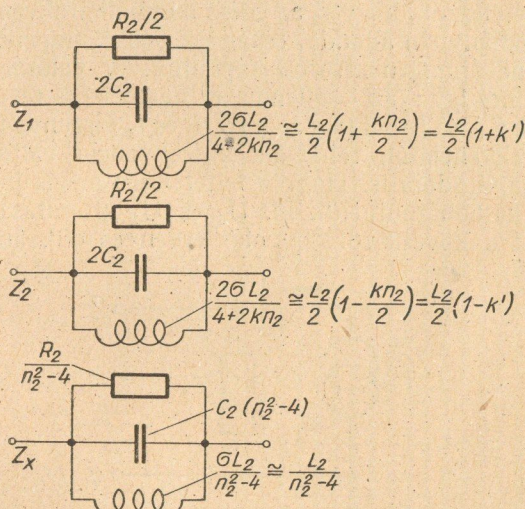 R₂/2
2C₂
Z₁
2σL₂/(4-2kn₂) ≅ L₂/2 (1+ kn₂/2) = L₂/2 (1+k')
R₂/2
2C₂
Z₂
2σL₂/(4+2kn₂) ≅ L₂/2 (1- kn₂/2) = L₂/2 (1-k')
R₂/(n₂²-4)
C₂(n₂²-4)
Zₓ
σL₂/(n₂²-4) ≅ L₂/(n₂²-4)